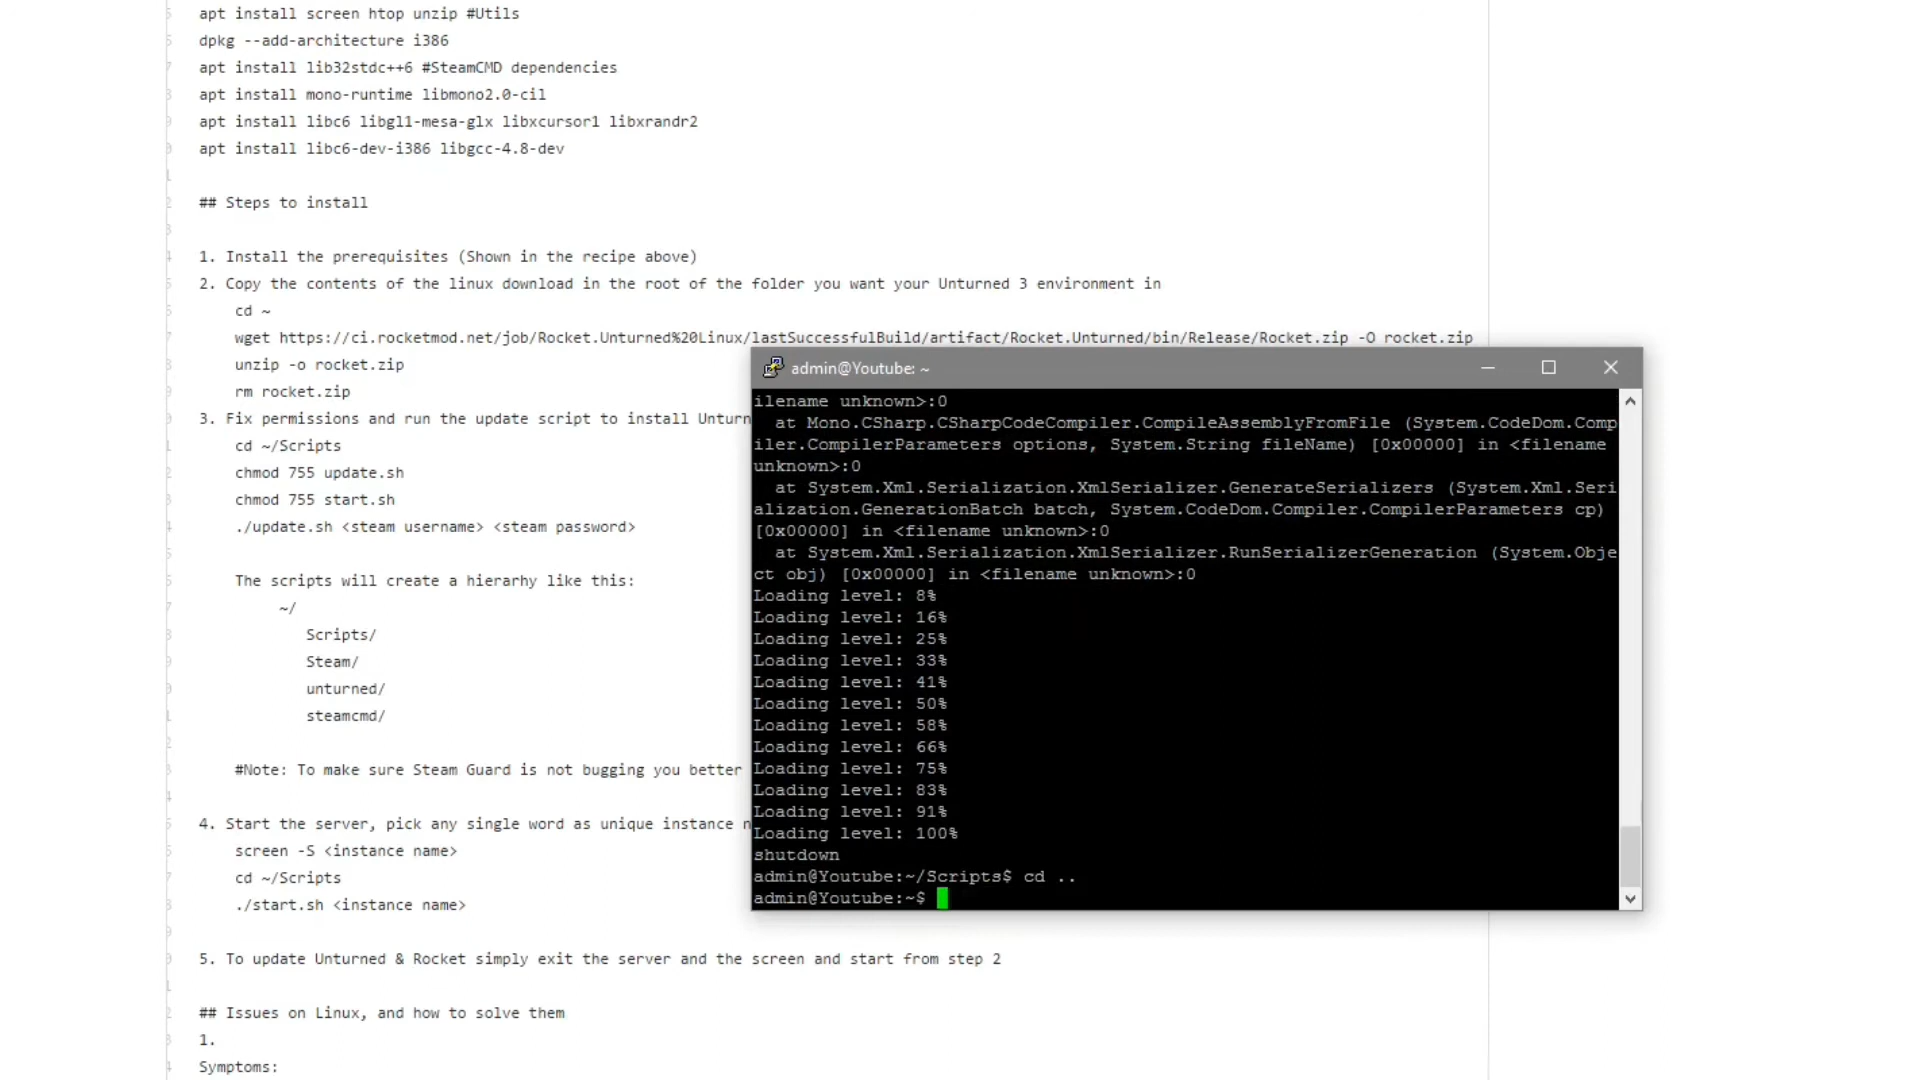 apt install screen htop unzip #Utils
dpkg --add-architecture i386
apt install lib32stdc++6 #SteamCMD dependencies
apt install mono-runtime libmono2.0-cil
apt install libc6 libgl1-mesa-glx libxcursor1 libxrandr2
apt install libc6-dev-i386 libgcc-4.8-dev
## Steps to install
1. Install the prerequisites (Shown in the recipe above)
2. Copy the contents of the linux download in the root of the folder you want your Unturned 3 environment in
cd ~
wget https://ci.rocketmod.net/job/Rocket.Unturned%20Linux/lastSuccessfulBuild/artifact/Rocket.Unturned/bin/Release/Rocket.zip -O rocket.zip
unzip -o rocket.zip
rm rocket.zip
3. Fix permissions and run the update script to install Unturn
cd ~/Scripts
chmod 755 update.sh
chmod 755 start.sh
./update.sh <steam username> <steam password>
The scripts will create a hierarhy like this:
~/
Scripts/
Steam/
unturned/
steamcmd/
#Note: To make sure Steam Guard is not bugging you better
4. Start the server, pick any single word as unique instance n
screen -S <instance name>
cd ~/Scripts
./start.sh <instance name>
5. To update Unturned & Rocket simply exit the server and the screen and start from step 2
## Issues on Linux, and how to solve them
1.
Symptoms:
admin@Youtube: ~
ilename unknown>:0
at Mono.CSharp.CSharpCodeCompiler.CompileAssemblyFromFile (System.CodeDom.Comp
iler.CompilerParameters options, System.String fileName) [0x00000] in <filename
unknown>:0
at System.Xml.Serialization.XmlSerializer.GenerateSerializers (System.Xml.Seri
alization.GenerationBatch batch, System.CodeDom.Compiler.CompilerParameters cp)
[0x00000] in <filename unknown>:0
at System.Xml.Serialization.XmlSerializer.RunSerializerGeneration (System.Obje
ct obj) [0x00000] in <filename unknown>:0
Loading level: 8%
Loading level: 16%
Loading level: 25%
Loading level: 33%
Loading level: 41%
Loading level: 50%
Loading level: 58%
Loading level: 66%
Loading level: 75%
Loading level: 83%
Loading level: 91%
Loading level: 100%
shutdown
admin@Youtube:~/Scripts$ cd ..
admin@Youtube:~$